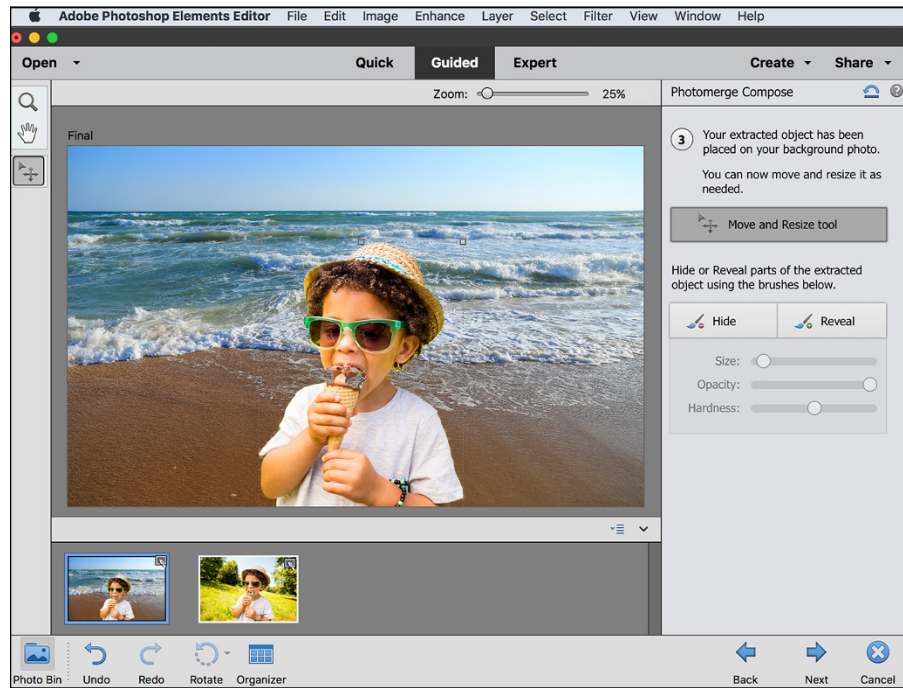 Adobe Photoshop Elements Editor File Edit Image Enhance Layer Select Filter View Window Help
Open Quick Guided Expert Create Share
Zoom: 25%
Photomerge Compose
?
Final
3
Your extracted object has been
placed on your background photo.
You can now move and resize it as
needed.
Move and Resize tool
Hide or Reveal parts of the extracted
object using the brushes below.
Hide Reveal
Size:
Opacity:
Hardness:
Photo Bin Undo Redo Rotate Organizer Back Next Cancel